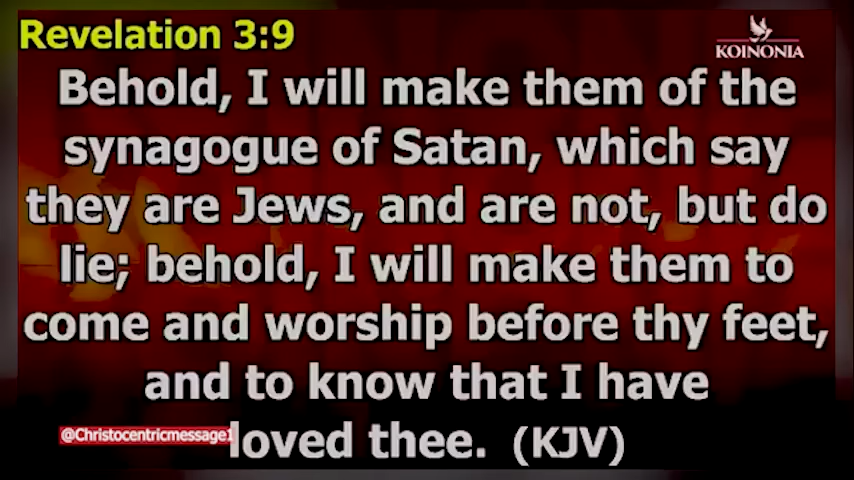 Revelation 3:9
KOINONIA
Behold, I will make them of the
synagogue of Satan, which say
they are Jews, and are not, but do
lie; behold, I will make them to
come and worship before thy feet,
and to know that I have
@Christocentricmessage1
loved thee. (KJV)